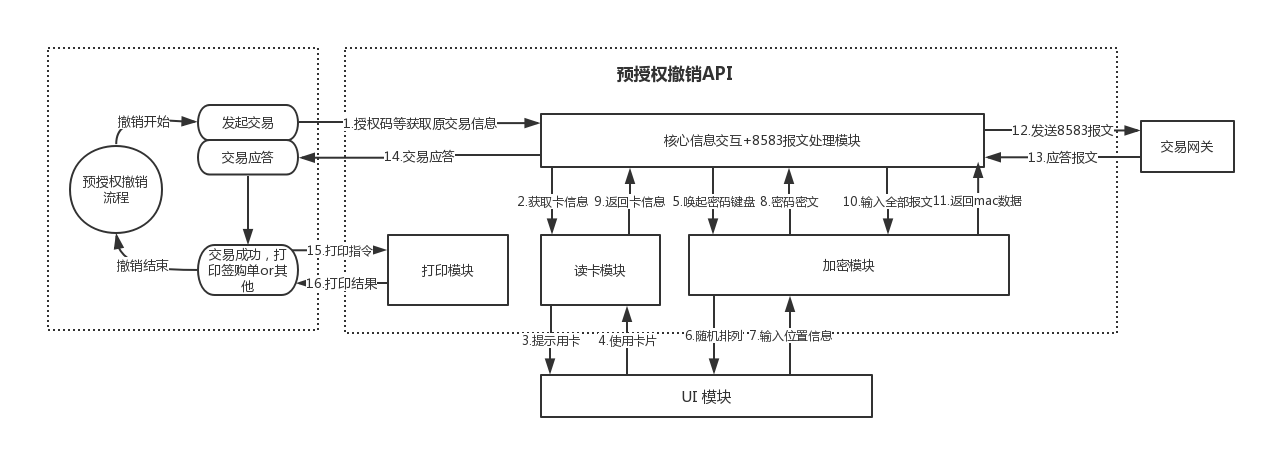 预授权撤销API
撤销开始
发起交易
1.授权码等获取原交易信息
核心信息交互+8583报文处理模块
12.发送8583报文
交易网关
交易应答
14.交易应答
13.应答报文
预授权撤销
流程
2.获取卡信息
9.返回卡信息
5.唤起密码键盘
8.密码密文
10.输入全部报文
11.返回mac数据
撤销结束
交易成功，打
印签购单or其
他
15.打印指令
16.打印结果
打印模块
读卡模块
加密模块
3.提示用卡
4.使用卡片
6.随机排列
7.输入位置信息
UI 模块